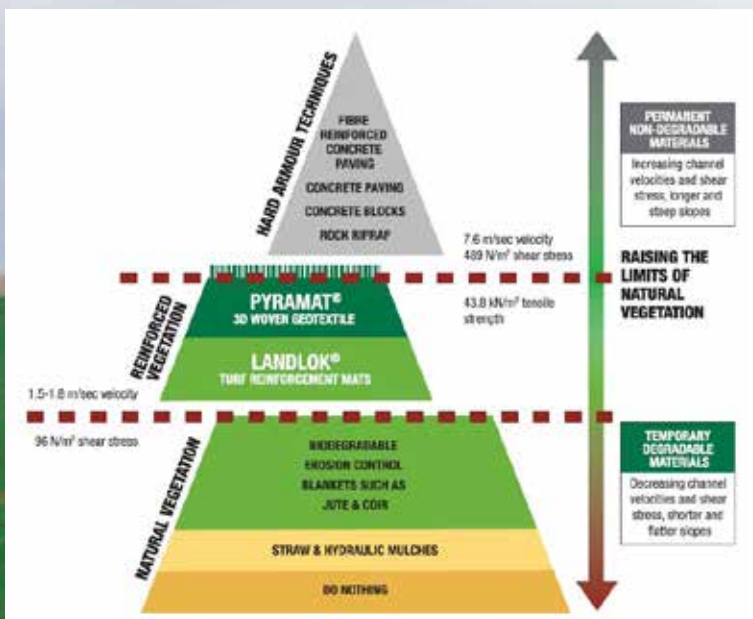 HARD ARMOUR TECHNIQUES
FIBRE
REINFORCED
CONCRETE
PAVING
CONCRETE PAVING
CONCRETE BLOCKS
ROCK RIPRAP
PERMANENT
NON-DEGRADABLE
MATERIALS
Increasing channel
velocities and shear
stress, longer and
steep slopes
7.6 m/sec velocity
489 N/m² shear stress
RAISING THE
LIMITS OF
NATURAL
VEGETATION
REINFORCED
VEGETATION
PYRAMAT®
3D WOVEN GEOTEXTILE
43.8 kN/m² tensile
strength
LANDLOK®
TURF REINFORCEMENT MATS
1.5-1.8 m/sec velocity
96 N/m² shear stress
NATURAL VEGETATION
BIODEGRADABLE
EROSION CONTROL
BLANKETS SUCH AS
JUTE & COIR
STRAW & HYDRAULIC MULCHES
DO NOTHING
TEMPORARY
DEGRADABLE
MATERIALS
Decreasing channel
velocities and shear
stress, shorter and
flatter slopes